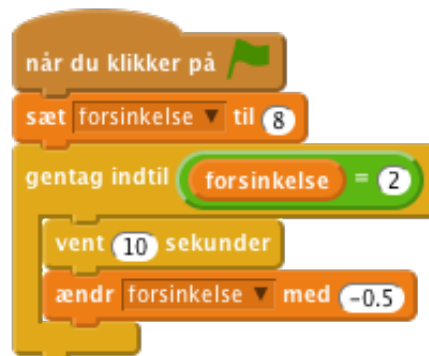 når du klikker på
sæt forsinkelse til 8
gentag indtil forsinkelse = 2
vent 10 sekunder
ændr forsinkelse med -0.5